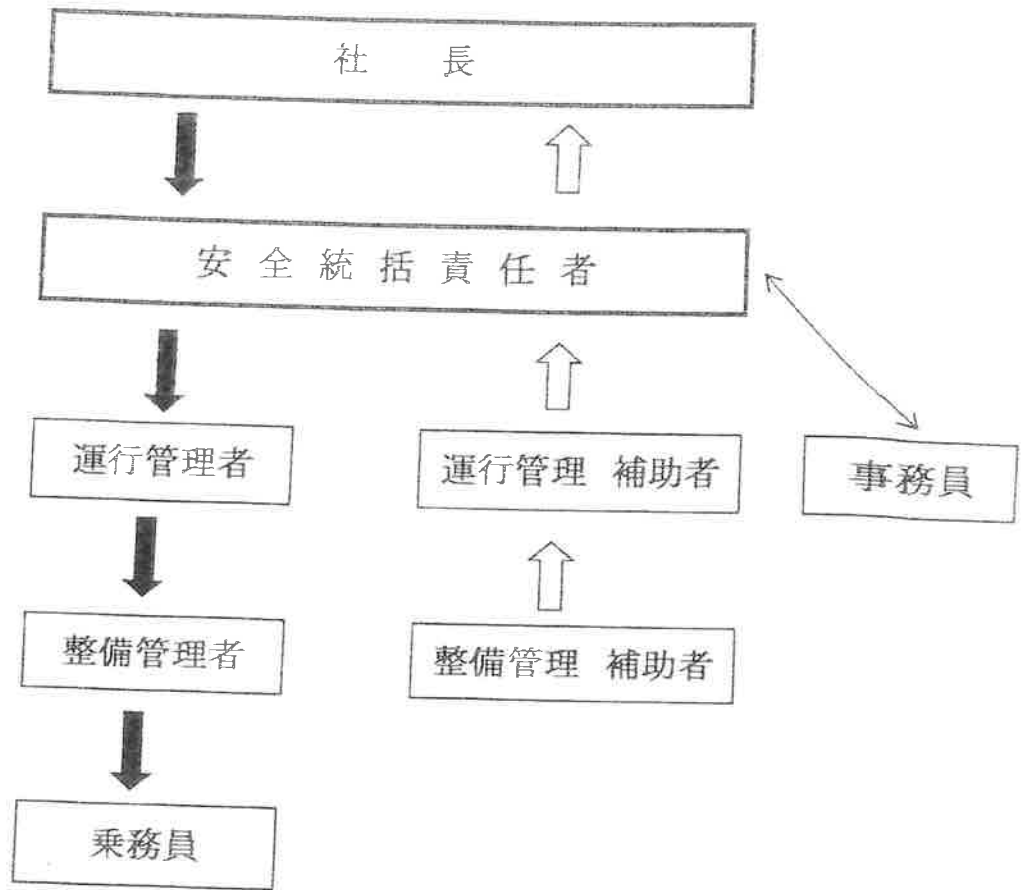 社 長
安全統括責任者
運行管理者
運行管理 補助者
事務員
整備管理者
整備管理 補助者
乗務員